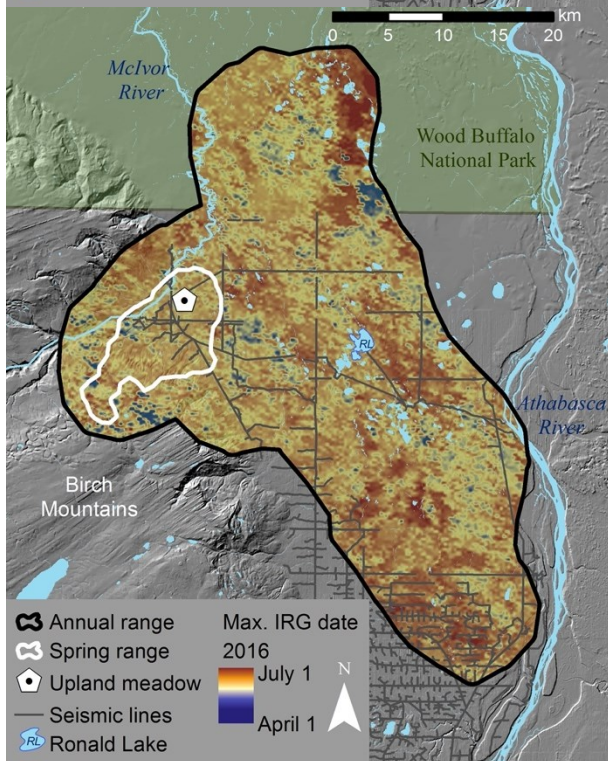 km
0 5 10 15 20
McIvor
River
Wood Buffalo
National Park
RL
Athabasca
River
Birch
Mountains
Annual range
Spring range
Upland meadow
Seismic lines
RL Ronald Lake
Max. IRG date
2016
July 1
April 1
N